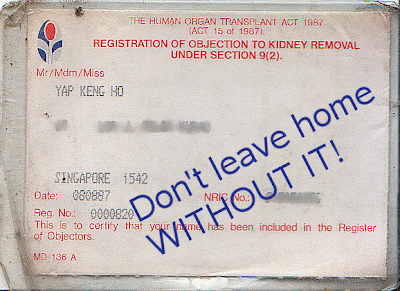 THE HUMAN ORGAN TRANSPLANT ACT 1987.
(ACT 15 of 1987).
REGISTRATION OF OBJECTION TO KIDNEY REMOVAL
UNDER SECTION 9(2).
Mr/Mdm/Miss
YAP KENG HO
SINGAPORE 1542
Date: 080887 NRIC No.:
Reg. No.: 0000820
This is to certify that your name has been included in the Register
of Objectors.
MD 136 A
Don't leave home
WITHOUT IT!